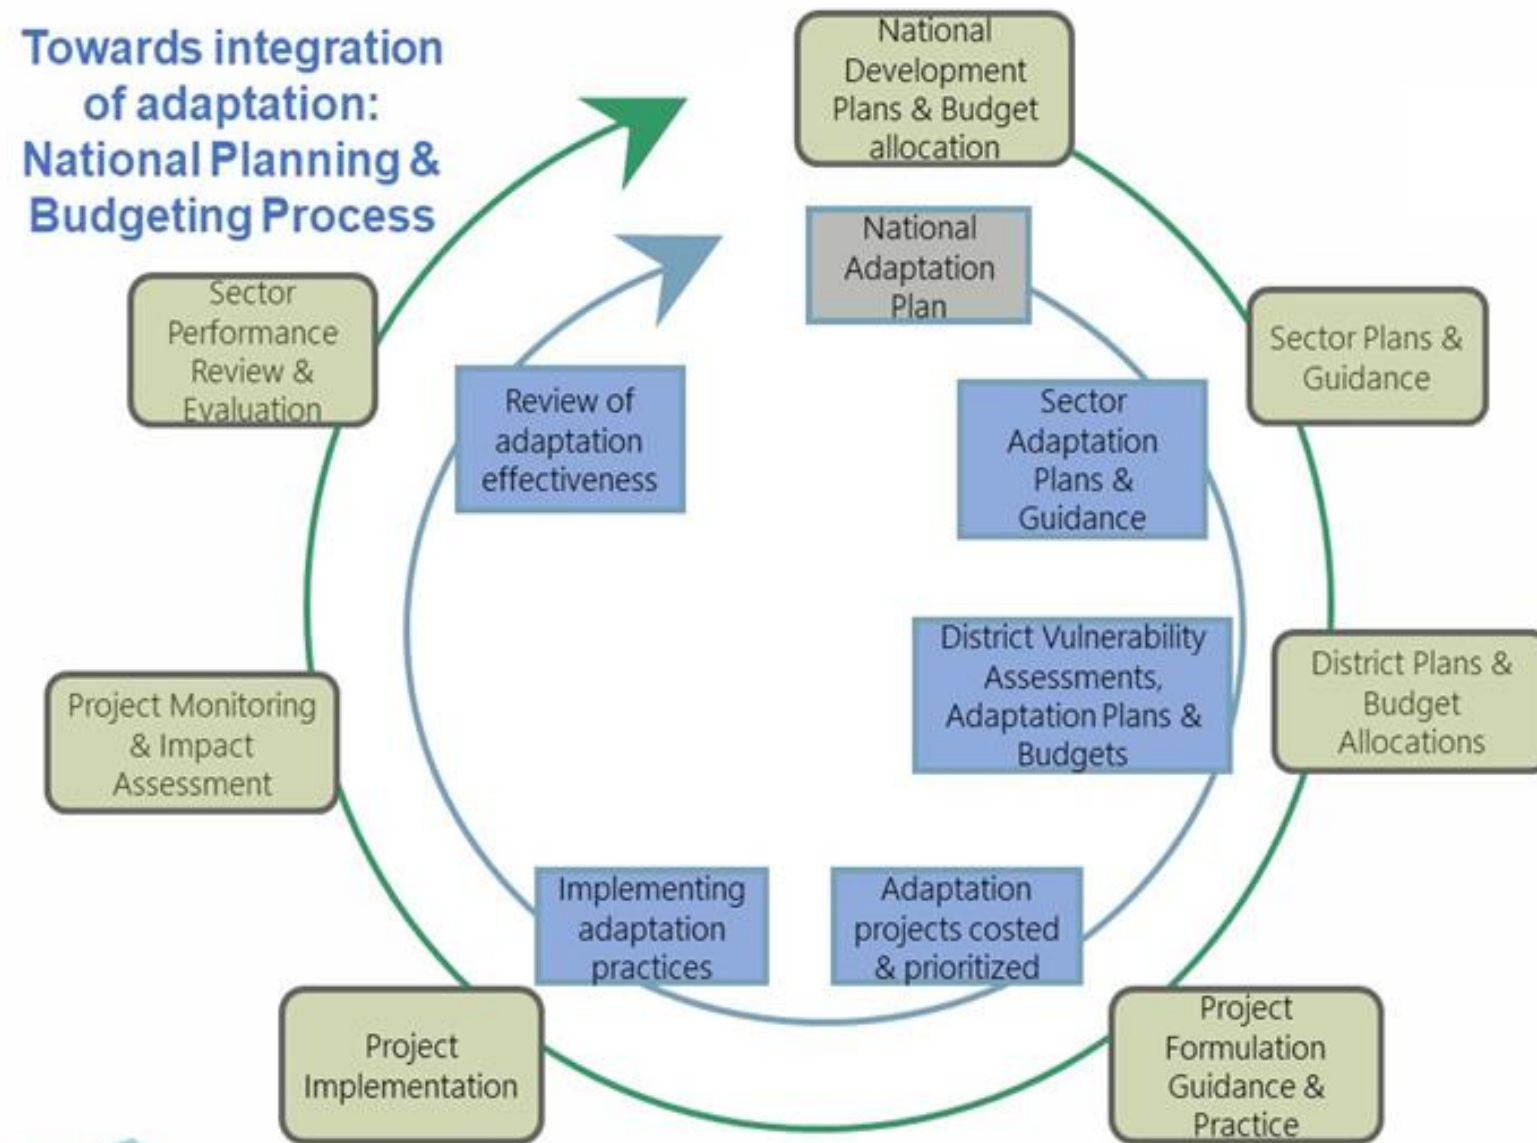 Towards integration
of adaptation:
National Planning &
Budgeting Process
National
Development
Plans & Budget
allocation
National
Adaptation
Plan
Sector
Performance
Review &
Evaluation
Sector Plans &
Guidance
Review of
adaptation
effectiveness
Sector
Adaptation
Plans &
Guidance
District Vulnerability
Assessments,
Adaptation Plans &
Budgets
District Plans &
Budget
Allocations
Project Monitoring
& Impact
Assessment
Implementing
adaptation
practices
Adaptation
projects costed
& prioritized
Project
Implementation
Project
Formulation
Guidance &
Practice